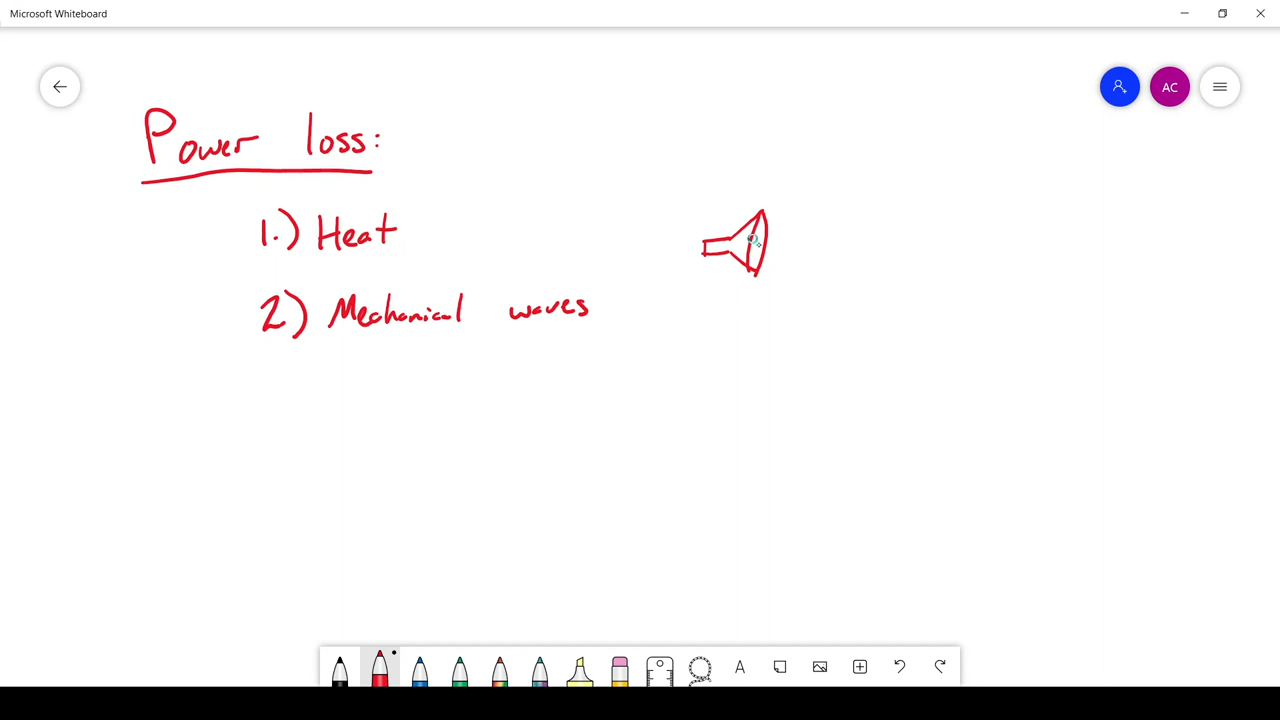 Microsoft Whiteboard
AC
Power loss:
1.) Heat
2) Mechanical waves
A